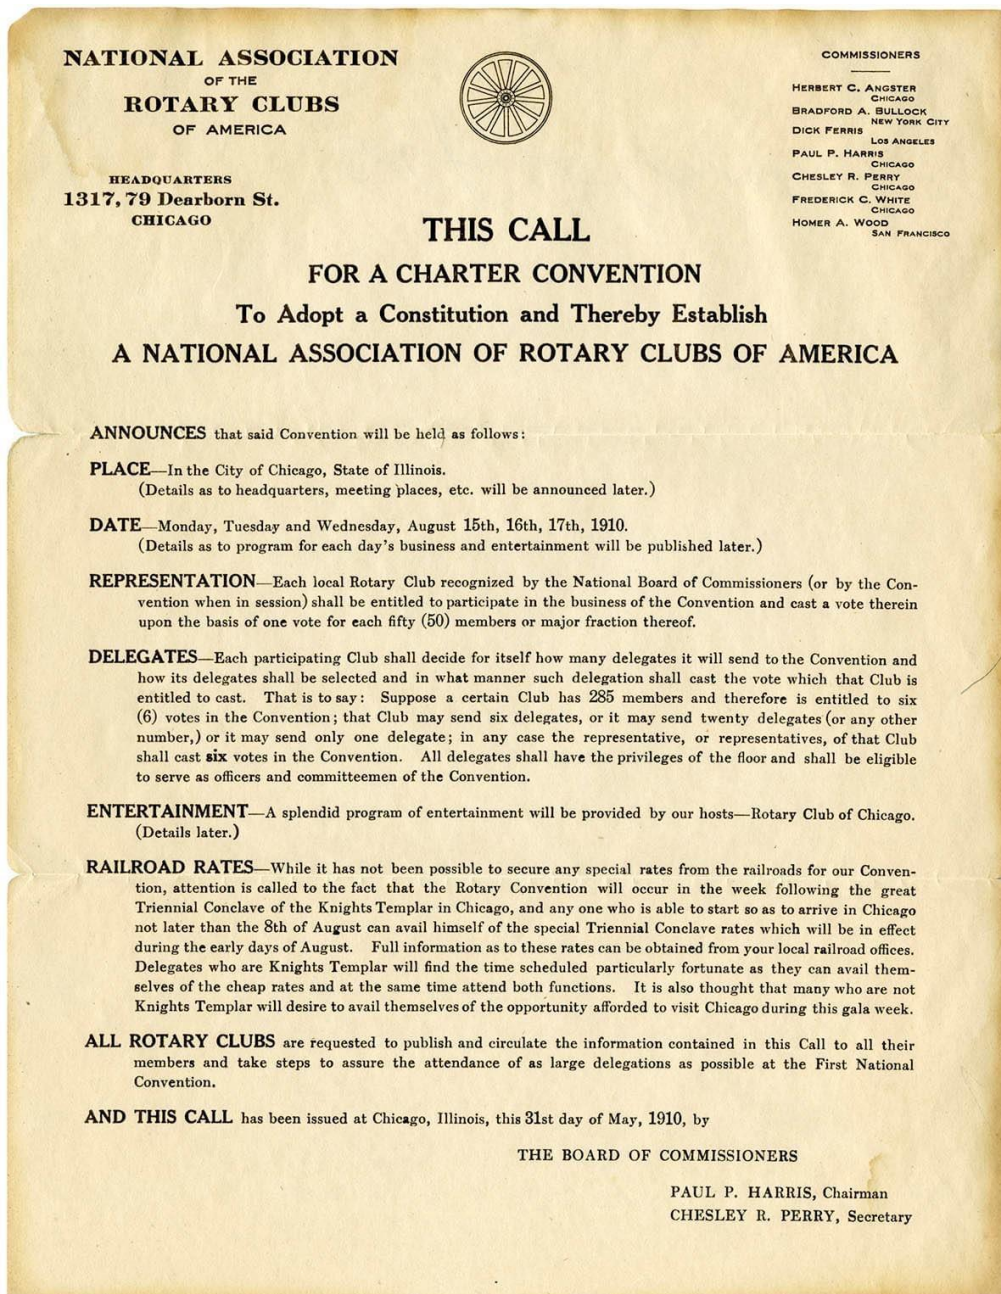 NATIONAL ASSOCIATION
OF THE
ROTARY CLUBS
OF AMERICA
HEADQUARTERS
1317, 79 Dearborn St.
CHICAGO
COMMISSIONERS
HERBERT C. ANGSTER
CHICAGO
BRADFORD A. BULLOCK
NEW YORK CITY
DICK FERRIS
LOS ANGELES
PAUL P. HARRIS
CHICAGO
CHESLEY R. PERRY
CHICAGO
FREDERICK C. WHITE
CHICAGO
HOMER A. WOOD
SAN FRANCISCO
THIS CALL
FOR A CHARTER CONVENTION
To Adopt a Constitution and Thereby Establish
A NATIONAL ASSOCIATION OF ROTARY CLUBS OF AMERICA
ANNOUNCES that said Convention will be held as follows:
PLACE—In the City of Chicago, State of Illinois.
(Details as to headquarters, meeting places, etc. will be announced later.)
DATE—Monday, Tuesday and Wednesday, August 15th, 16th, 17th, 1910.
(Details as to program for each day's business and entertainment will be published later.)
REPRESENTATION—Each local Rotary Club recognized by the National Board of Commissioners (or by the Con-
vention when in session) shall be entitled to participate in the business of the Convention and cast a vote therein
upon the basis of one vote for each fifty (50) members or major fraction thereof.
DELEGATES—Each participating Club shall decide for itself how many delegates it will send to the Convention and
how its delegates shall be selected and in what manner such delegation shall cast the vote which that Club is
entitled to cast. That is to say: Suppose a certain Club has 285 members and therefore is entitled to six
(6) votes in the Convention; that Club may send six delegates, or it may send twenty delegates (or any other
number,) or it may send only one delegate; in any case the representative, or representatives, of that Club
shall cast six votes in the Convention. All delegates shall have the privileges of the floor and shall be eligible
to serve as officers and committeemen of the Convention.
ENTERTAINMENT—A splendid program of entertainment will be provided by our hosts—Rotary Club of Chicago.
(Details later.)
RAILROAD RATES—While it has not been possible to secure any special rates from the railroads for our Conven-
tion, attention is called to the fact that the Rotary Convention will occur in the week following the great
Triennial Conclave of the Knights Templar in Chicago, and any one who is able to start so as to arrive in Chicago
not later than the 8th of August can avail himself of the special Triennial Conclave rates which will be in effect
during the early days of August. Full information as to these rates can be obtained from your local railroad offices.
Delegates who are Knights Templar will find the time scheduled particularly fortunate as they can avail them-
selves of the cheap rates and at the same time attend both functions. It is also thought that many who are not
Knights Templar will desire to avail themselves of the opportunity afforded to visit Chicago during this gala week.
ALL ROTARY CLUBS are requested to publish and circulate the information contained in this Call to all their
members and take steps to assure the attendance of as large delegations as possible at the First National
Convention.
AND THIS CALL has been issued at Chicago, Illinois, this 31st day of May, 1910, by
THE BOARD OF COMMISSIONERS
PAUL P. HARRIS, Chairman
CHESLEY R. PERRY, Secretary